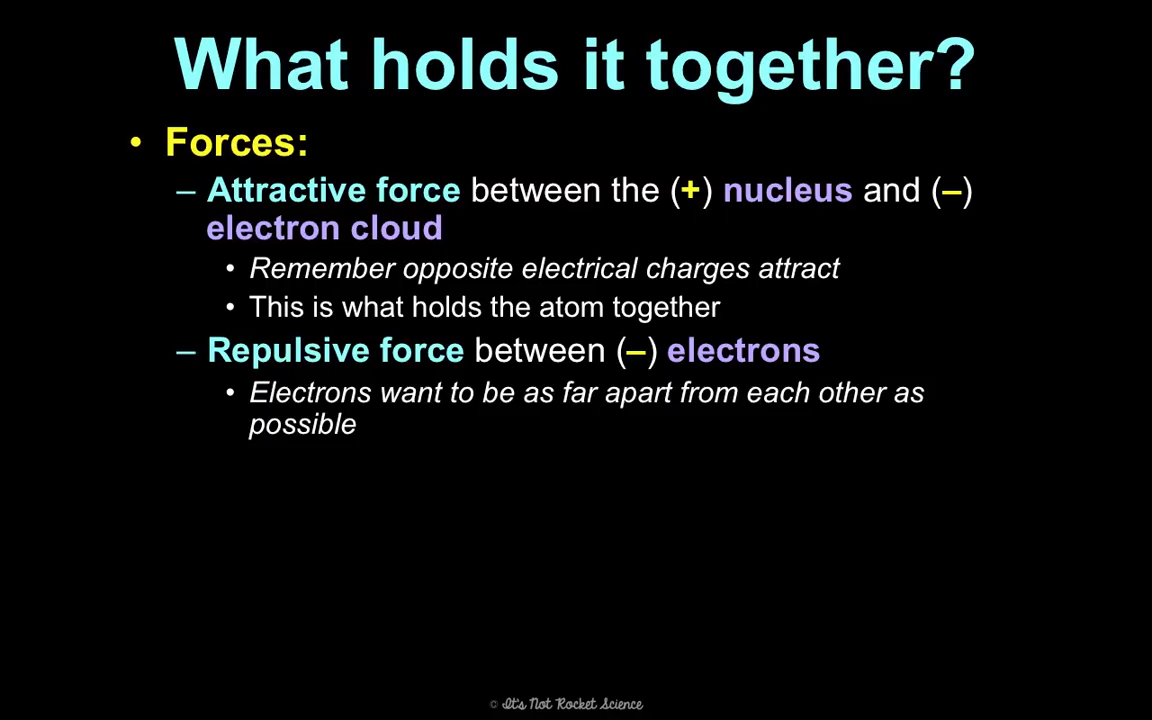 What holds it together?
• Forces:
– Attractive force between the (+) nucleus and (–)
electron cloud
• Remember opposite electrical charges attract
• This is what holds the atom together
– Repulsive force between (–) electrons
• Electrons want to be as far apart from each other as
possible
© It's Not Rocket Science